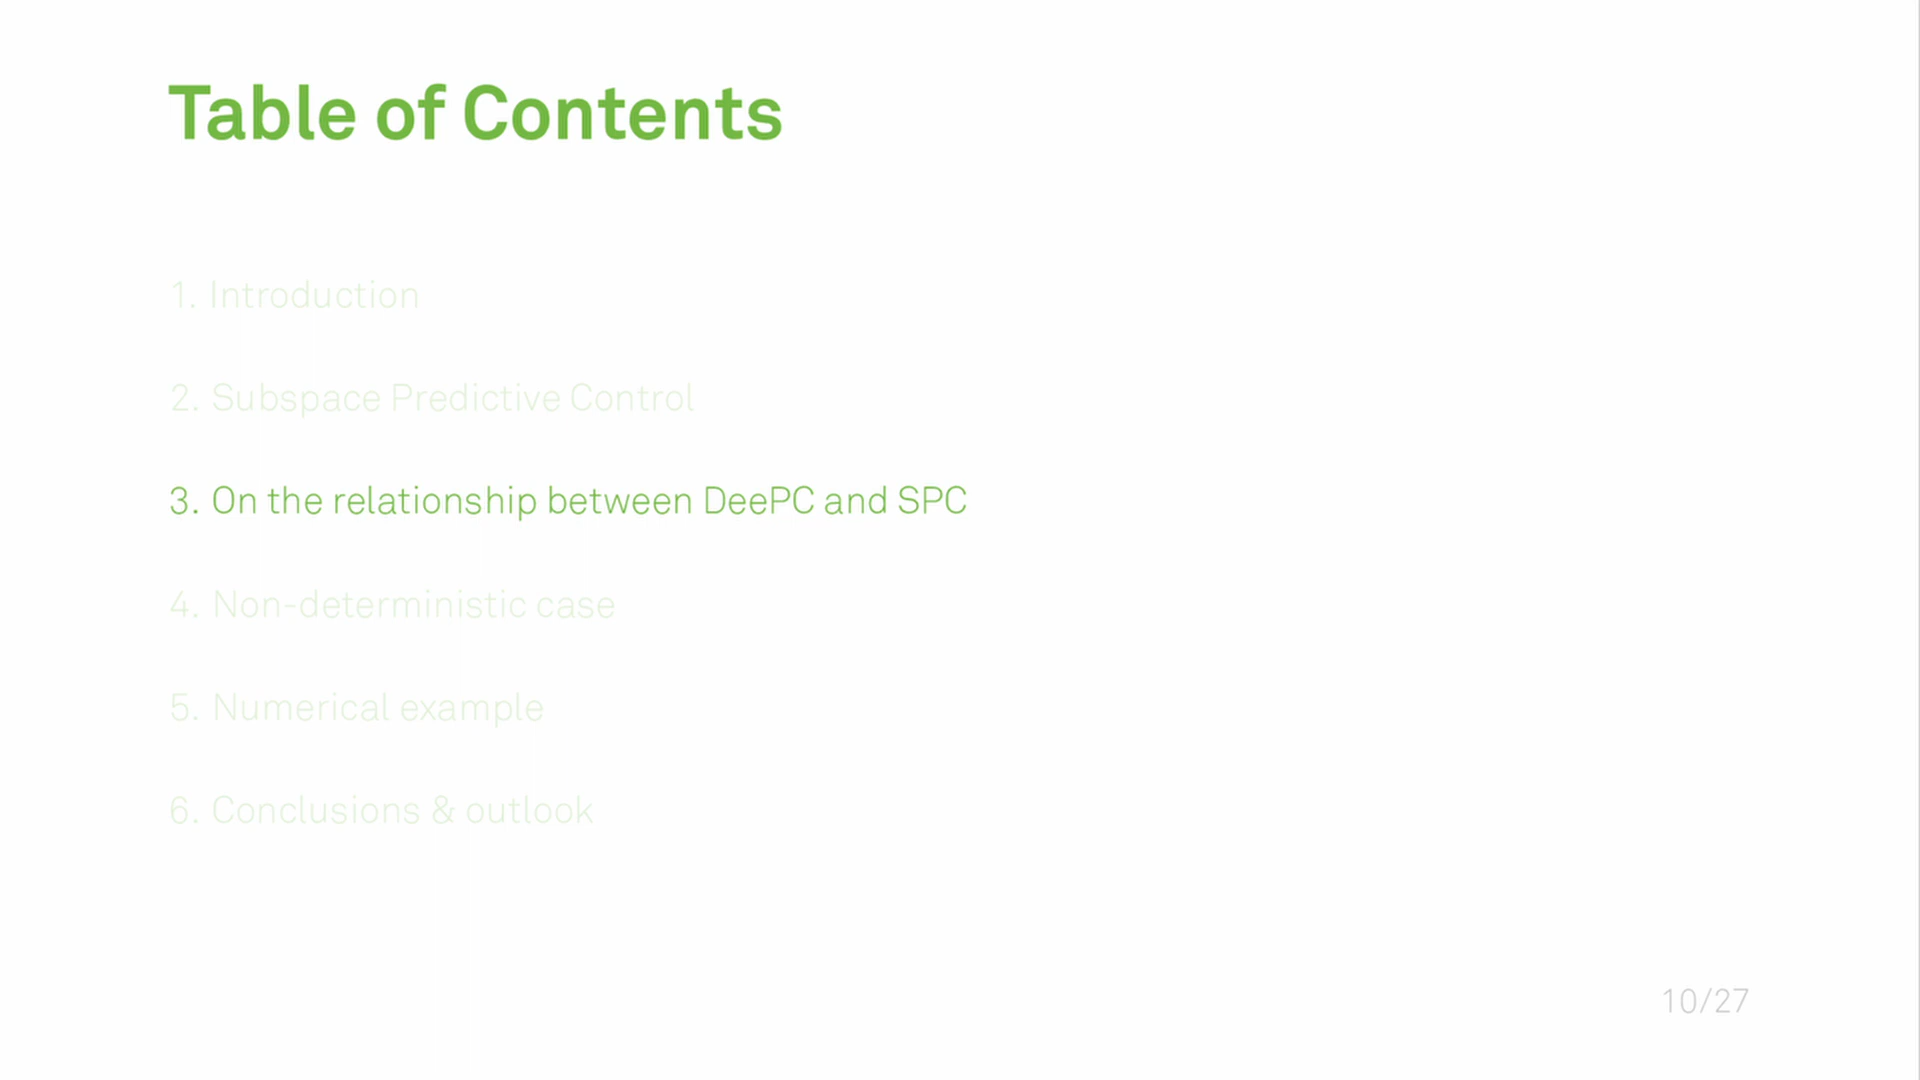 Table of Contents
1. Introduction
2. Subspace Predictive Control
3. On the relationship between DeePC and SPC
4. Non-deterministic case
5. Numerical example
6. Conclusions & outlook
10/27